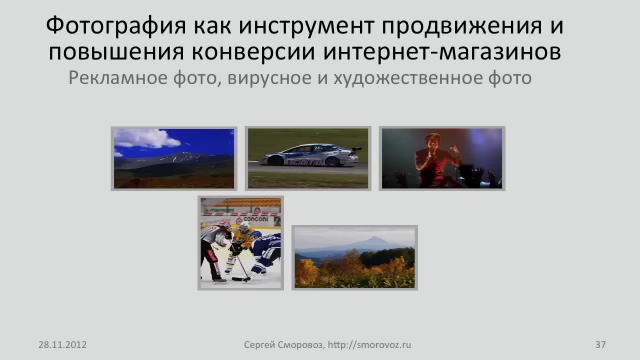 Фотография как инструмент продвижения и
повышения конверсии интернет-магазинов
Рекламное фото, вирусное и художественное фото
28.11.2012
Сергей Сморовоз, http://smorovoz.ru
37